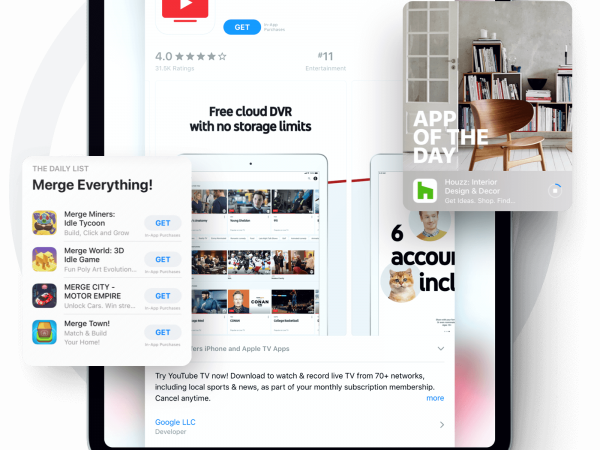 GET
In-App
Purchases
4.0
#11
31.8K Ratings
Entertainment
Free cloud DVR
with no storage limits
APP
OF THE
DAY
Houzz: Interior
Design & Decor
Get Ideas. Shop. Find...
THE DAILY LIST
Merge Everything!
Merge Miners:
Idle Tycoon
Build, Click and Grow
GET
In-App Purchases
Merge World: 3D
Idle Game
Fun Poly Art Evolution...
GET
In-App Purchases
MERGE CITY -
MOTOR EMPIRE
Unlock Cars. Win stre...
GET
In-App Purchases
Merge Town!
Match & Build
Your Home!
GET
In-App Purchases
CONAN
6
accou
incl
ers iPhone and Apple TV Apps
Try YouTube TV now! Download to watch & record live TV from 70+ networks,
including local sports & news, as part of your monthly subscription membership.
Cancel anytime.
more
Google LLC
Developer